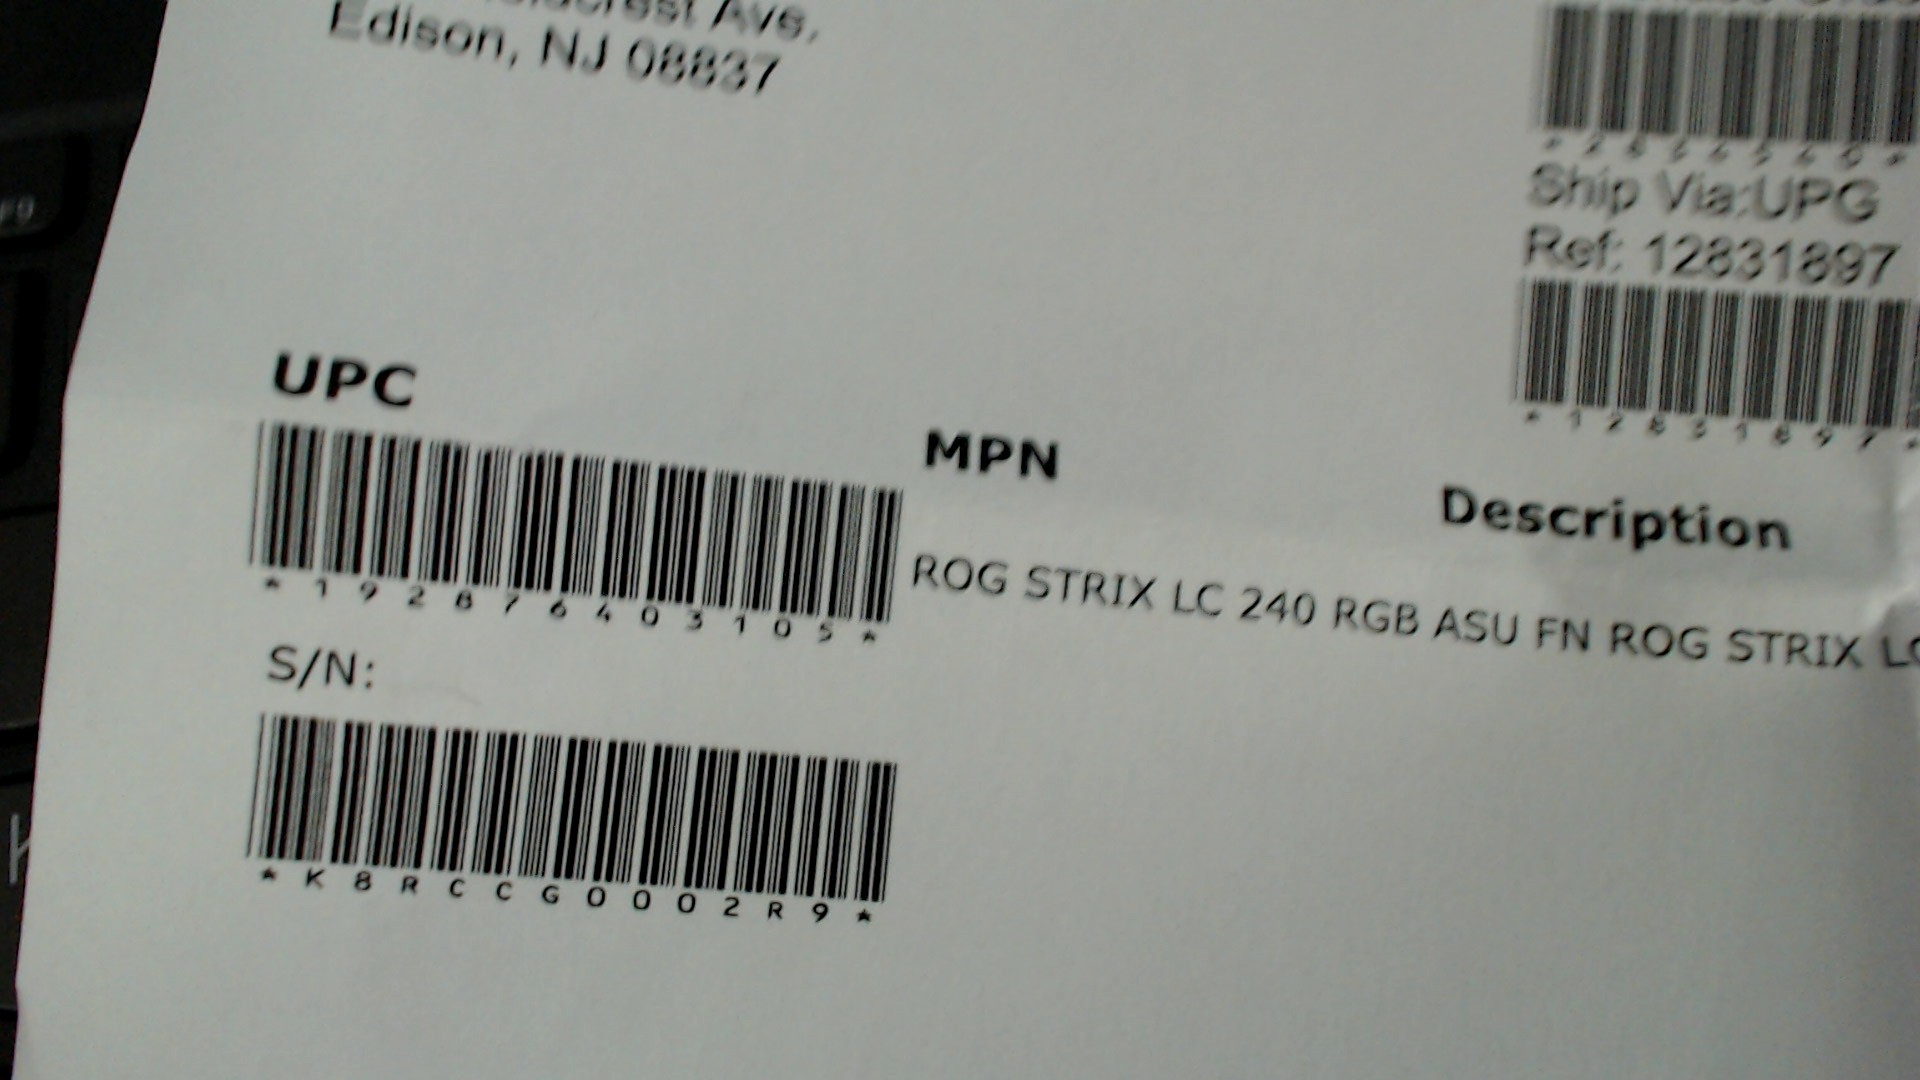 Ave,
Edison, NJ 08837
Ship Via:UPG
Ref: 12831897
*12831897*
UPC
*192876403105*
MPN
Description
ROG STRIX LC 240 RGB ASU FN ROG STRIX LC
S/N:
*K8RCCG0002R9*